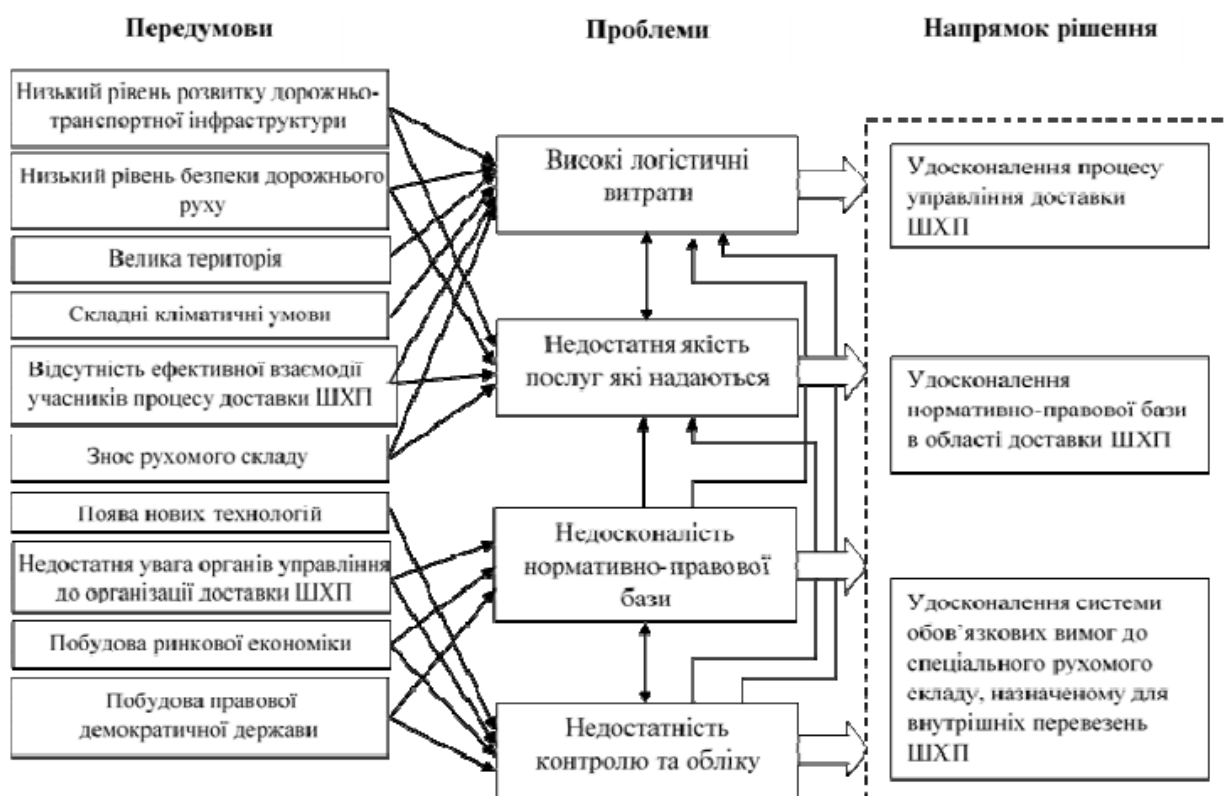 Передумови
Проблеми
Напрямок рішення
Низький рівень розвитку дорожньо-
транспортної інфраструктури
Низький рівень безпеки дорожнього
руху
Велика територія
Складні кліматичні умови
Відсутність ефективної взаємодії
учасників процесу доставки ШХП
Знос рухомого складу
Поява нових технологій
Недостатня увага органів управління
до організації доставки ШХП
Побудова ринкової економіки
Побудова правової
демократичної держави
Високі логістичні
витрати
Недостатня якість
послуг які надаються
Недосконалість
нормативно-правової
бази
Недостатність
контролю та обліку
Удосконалення процесу
управління доставки
ШХП
Удосконалення
нормативно-правової бази
в області доставки ШХП
Удосконалення системи
обов’язкових вимог до
спеціального рухомого
складу, назначеному для
внутрішніх перевезень
ШХП